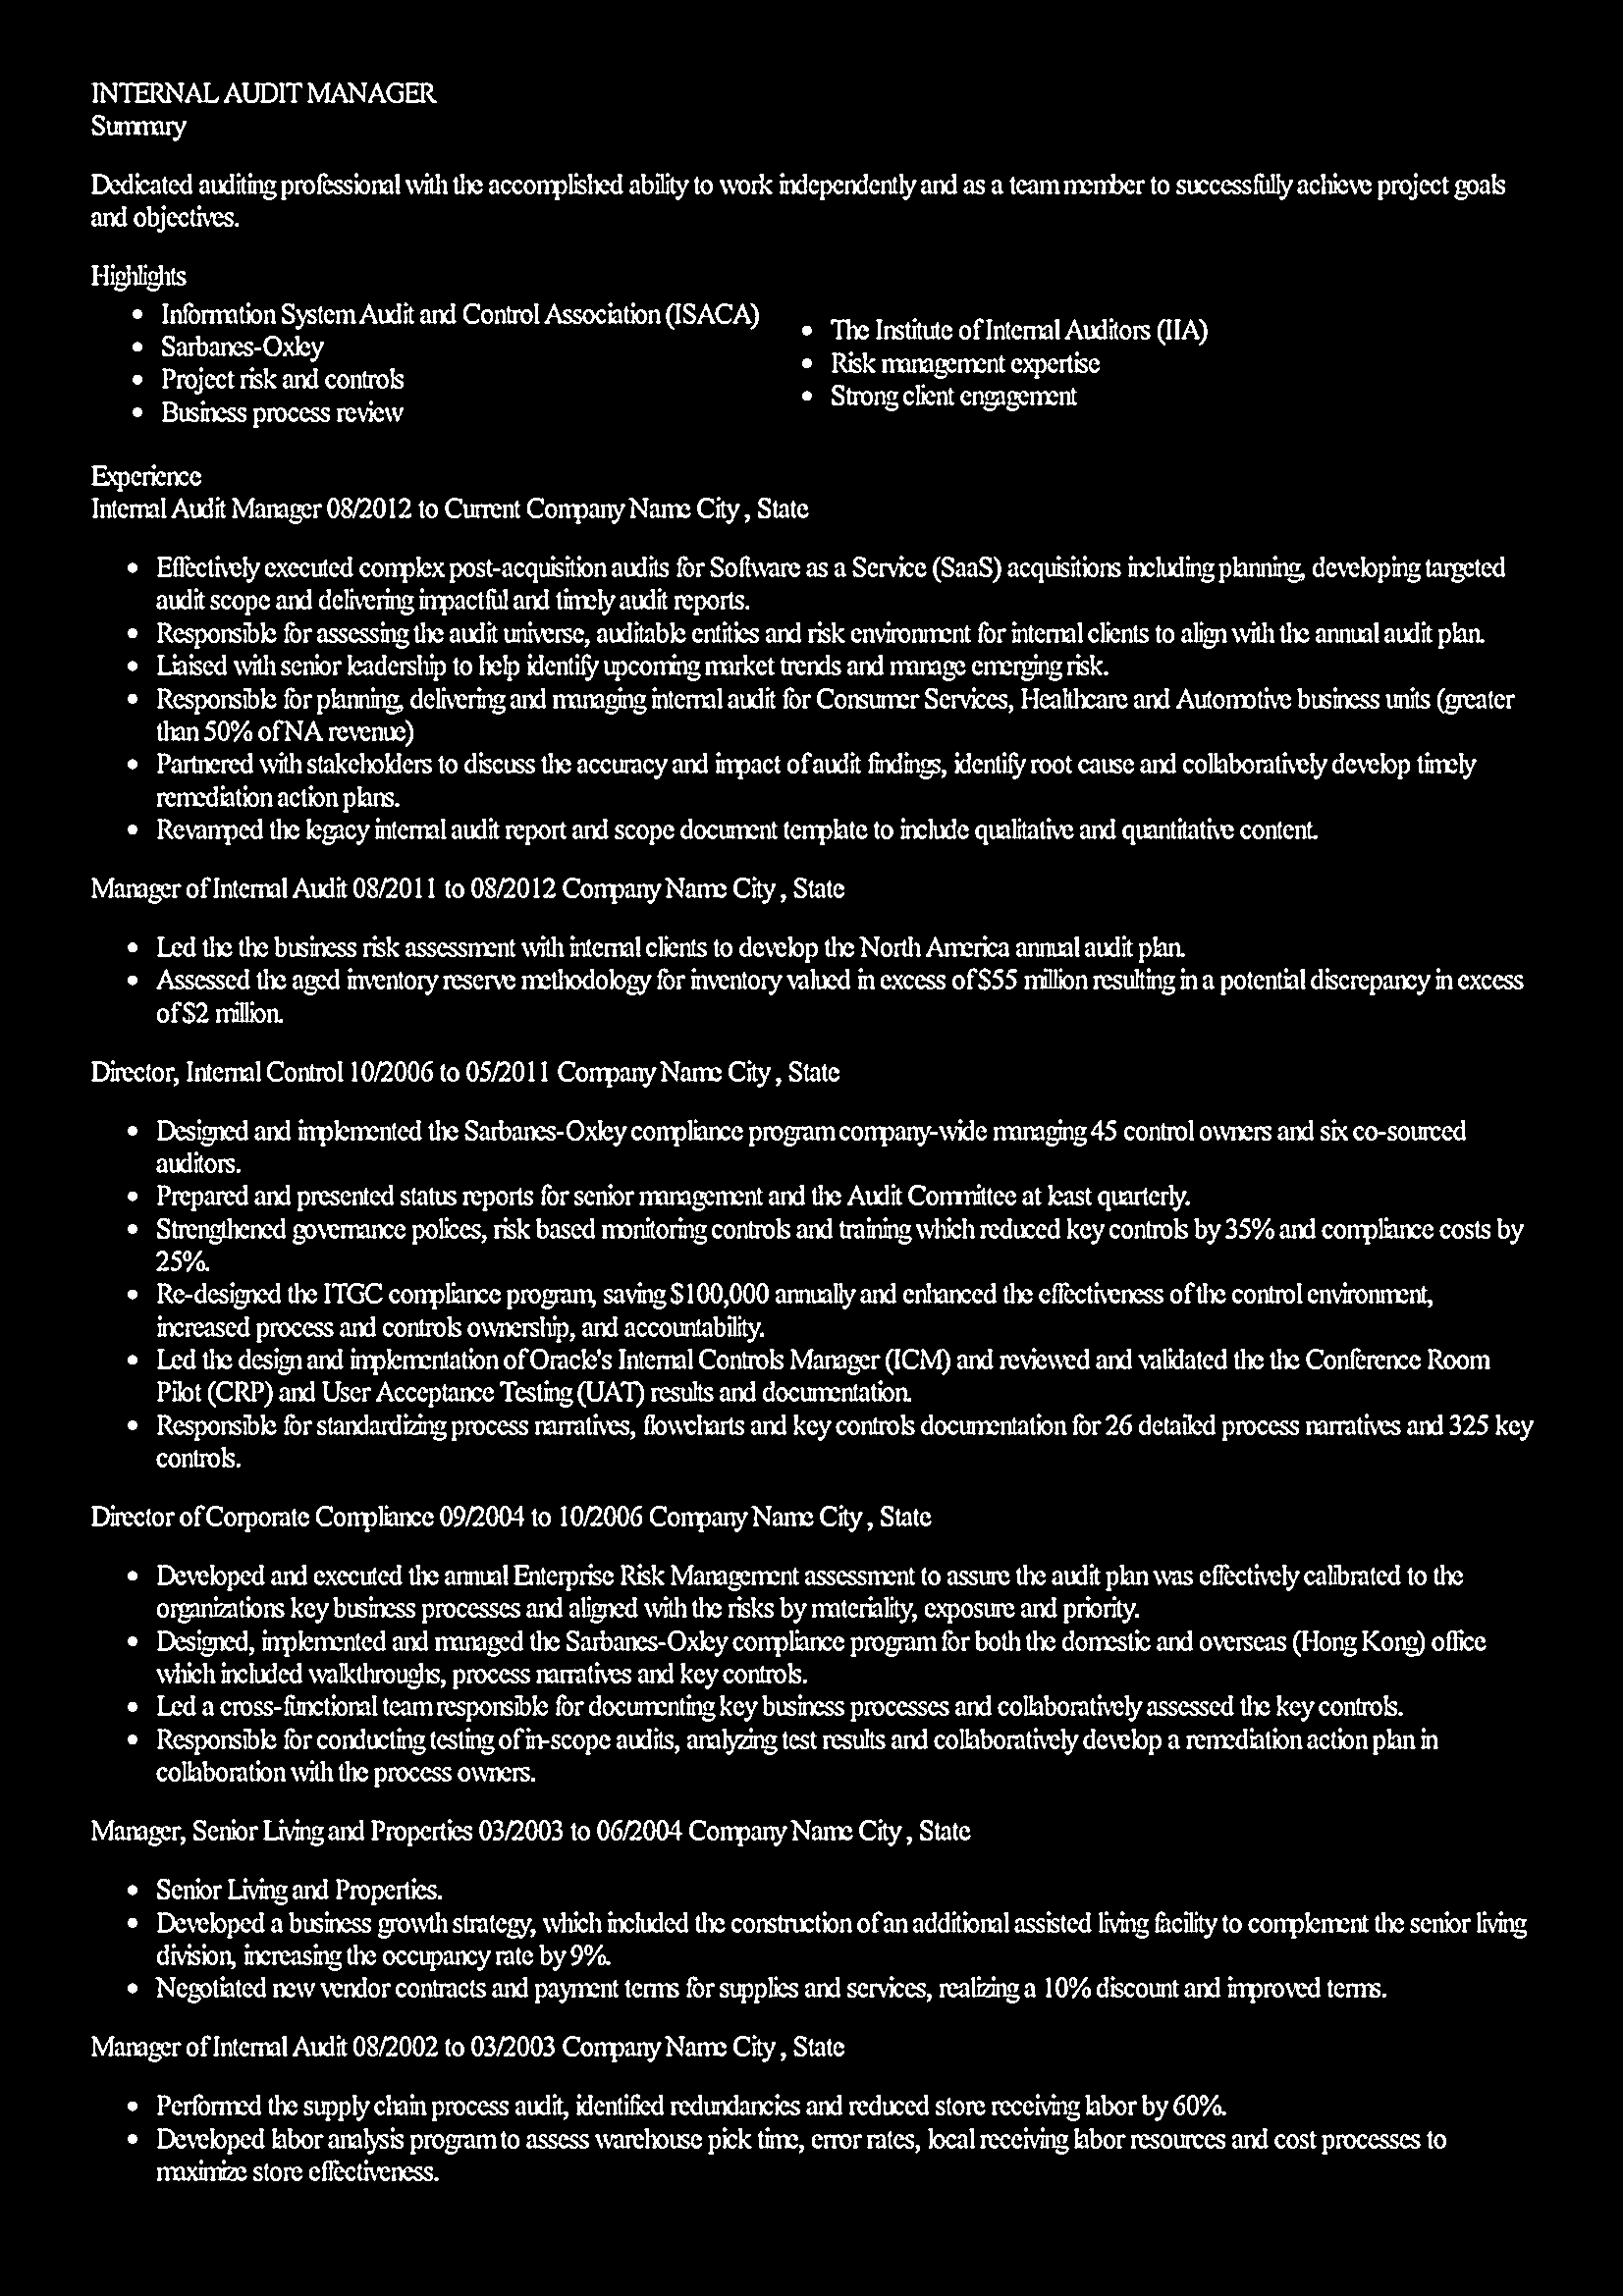 INTERNAL AUDIT MANAGER
Summary
Dedicated auditing professional with the accomplished ability to work independently and as a team member to successfully achieve project goals
and objectives.
Highlights
• Information System Audit and Control Association (ISACA)
• Sarbanes-Oxley
• Project risk and controls
• Business process review
• The Institute of Internal Auditors (IIA)
• Risk management expertise
• Strong client engagement
Experience
Internal Audit Manager 08/2012 to Current Company Name City , State
• Effectively executed complex post-acquisition audits for Software as a Service (SaaS) acquisitions including planning, developing targeted
audit scope and delivering impactful and timely audit reports.
• Responsible for assessing the audit universe, auditable entities and risk environment for internal clients to align with the annual audit plan.
• Liaised with senior leadership to help identify upcoming market trends and manage emerging risk.
• Responsible for planning, delivering and managing internal audit for Consumer Services, Healthcare and Automotive business units (greater
than 50% of NA revenue)
• Partnered with stakeholders to discuss the accuracy and impact of audit findings, identify root cause and collaboratively develop timely
remediation action plans.
• Revamped the legacy internal audit report and scope document template to include qualitative and quantitative content.
Manager of Internal Audit 08/2011 to 08/2012 Company Name City , State
• Led the the business risk assessment with internal clients to develop the North America annual audit plan.
• Assessed the aged inventory reserve methodology for inventory valued in excess of $55 million resulting in a potential discrepancy in excess
of $2 million.
Director, Internal Control 10/2006 to 05/2011 Company Name City , State
• Designed and implemented the Sarbanes-Oxley compliance program company-wide managing 45 control owners and six co-sourced
auditors.
• Prepared and presented status reports for senior management and the Audit Committee at least quarterly.
• Strengthened governance polices, risk based monitoring controls and training which reduced key controls by 35% and compliance costs by
25%.
• Re-designed the ITGC compliance program, saving $100,000 annually and enhanced the effectiveness of the control environment,
increased process and controls ownership, and accountability.
• Led the design and implementation of Oracle's Internal Controls Manager (ICM) and reviewed and validated the the Conference Room
Pilot (CRP) and User Acceptance Testing (UAT) results and documentation.
• Responsible for standardizing process narratives, flowcharts and key controls documentation for 26 detailed process narratives and 325 key
controls.
Director of Corporate Compliance 09/2004 to 10/2006 Company Name City , State
• Developed and executed the annual Enterprise Risk Management assessment to assure the audit plan was effectively calibrated to the
organizations key business processes and aligned with the risks by materiality, exposure and priority.
• Designed, implemented and managed the Sarbanes-Oxley compliance program for both the domestic and overseas (Hong Kong) office
which included walkthroughs, process narratives and key controls.
• Led a cross-functional team responsible for documenting key business processes and collaboratively assessed the key controls.
• Responsible for conducting testing of in-scope audits, analyzing test results and collaboratively develop a remediation action plan in
collaboration with the process owners.
Manager, Senior Living and Properties 03/2003 to 06/2004 Company Name City , State
• Senior Living and Properties.
• Developed a business growth strategy, which included the construction of an additional assisted living facility to complement the senior living
division, increasing the occupancy rate by 9%.
• Negotiated new vendor contracts and payment terms for supplies and services, realizing a 10% discount and improved terms.
Manager of Internal Audit 08/2002 to 03/2003 Company Name City , State
• Performed the supply chain process audit, identified redundancies and reduced store receiving labor by 60%.
• Developed labor analysis program to assess warehouse pick time, error rates, local receiving labor resources and cost processes to
maximize store effectiveness.